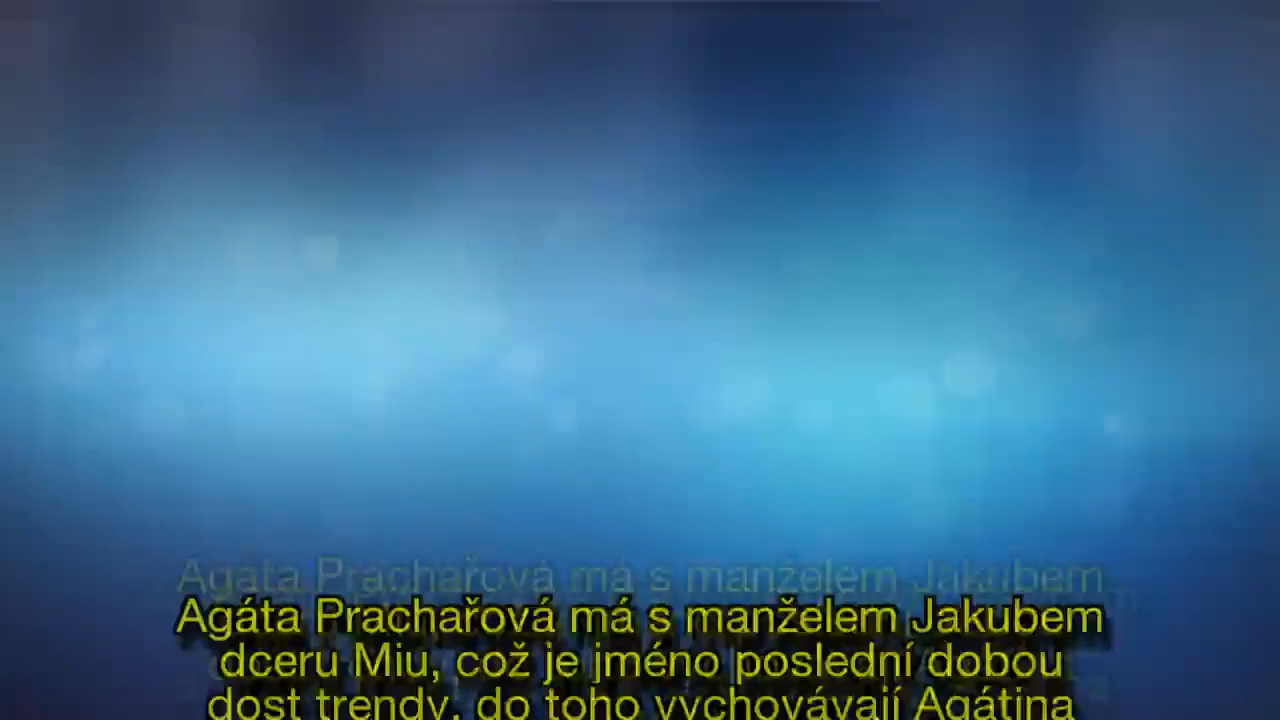 Agáta Prachařová má s manželem Jakubem
dceru Miu, což je jméno poslední dobou
dost trendy, do toho vychovávají Agátina